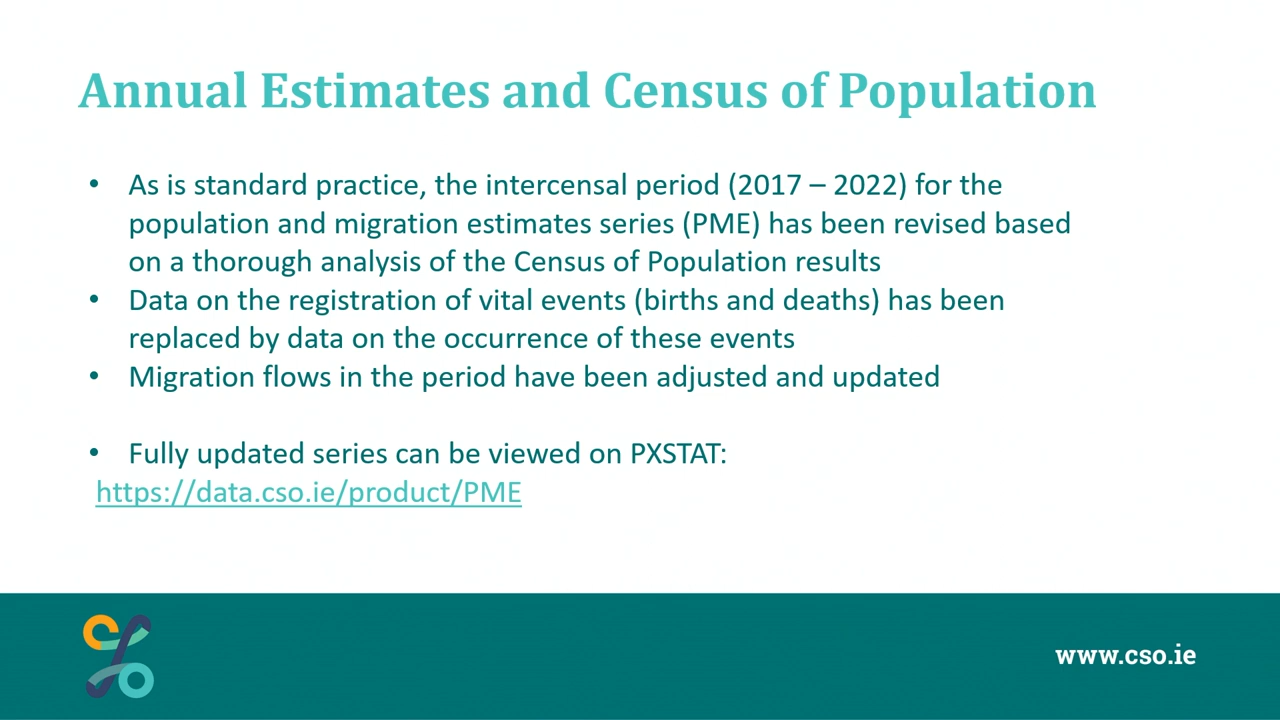 Annual Estimates and Census of Population
• As is standard practice, the intercensal period (2017 – 2022) for the
population and migration estimates series (PME) has been revised based
on a thorough analysis of the Census of Population results
• Data on the registration of vital events (births and deaths) has been
replaced by data on the occurrence of these events
• Migration flows in the period have been adjusted and updated
• Fully updated series can be viewed on PXSTAT:
https://data.cso.ie/product/PME
www.cso.ie